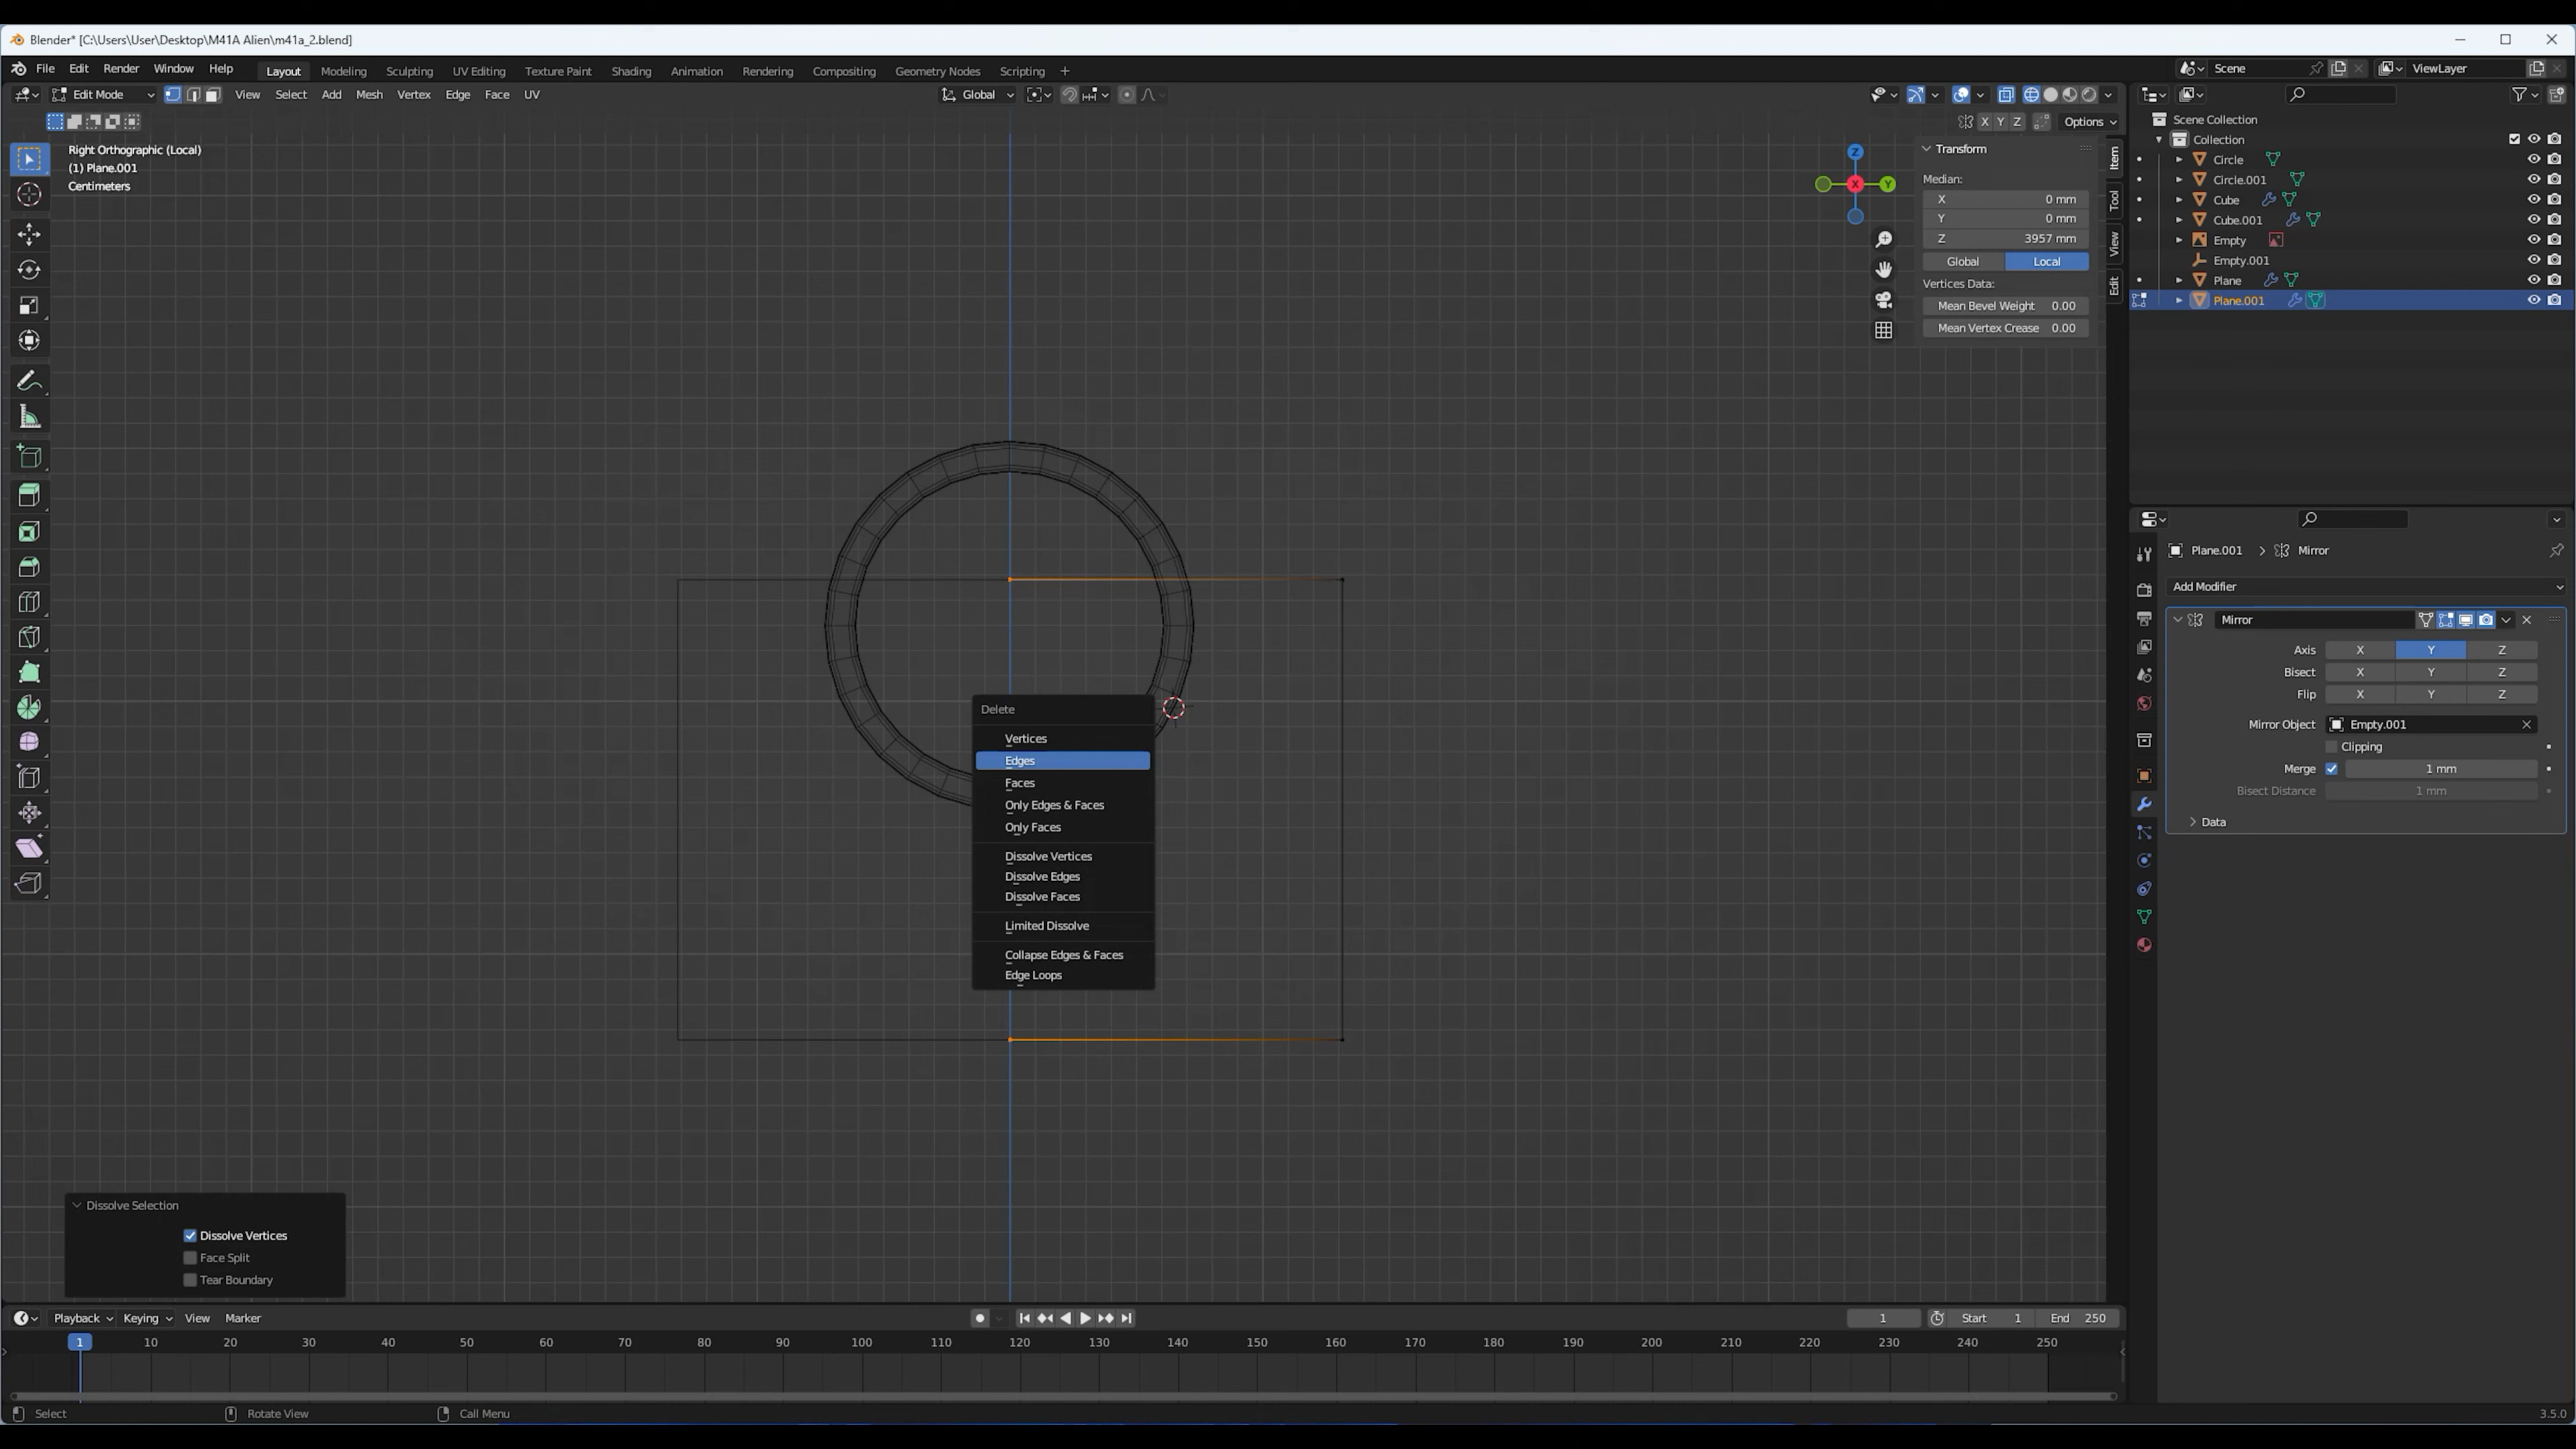 Blender* [C:\Users\User\Desktop\M41A Alien\m41a_2.blend]
File Edit Render Window Help Layout Modeling Sculpting UV Editing Texture Paint Shading Animation Rendering Compositing Geometry Nodes Scripting + Scene ViewLayer
Edit Mode View Select Add Mesh Vertex Edge Face UV Global
X Y Z Options
Right Orthographic (Local)
(1) Plane.001
Centimeters
Z
X
Y
Transform
Median:
X 0 mm
Y 0 mm
Z 3957 mm
Global Local
Vertices Data:
Mean Bevel Weight 0.00
Mean Vertex Crease 0.00
Item
Tool
View
Edit
Scene Collection
Collection
Circle
Circle.001
Cube
Cube.001
Empty
Empty.001
Plane
Plane.001
Plane.001 > Mirror
Add Modifier
Mirror
Axis X Y Z
Bisect X Y Z
Flip X Y Z
Mirror Object Empty.001
Clipping
Merge 1 mm
Bisect Distance 1 mm
Data
Delete
Vertices
Edges
Faces
Only Edges & Faces
Only Faces
Dissolve Vertices
Dissolve Edges
Dissolve Faces
Limited Dissolve
Collapse Edges & Faces
Edge Loops
Dissolve Selection
Dissolve Vertices
Face Split
Tear Boundary
Playback Keying View Marker 1 Start 1 End 250
1 10 20 30 40 50 60 70 80 90 100 110 120 130 140 150 160 170 180 190 200 210 220 230 240 250
Select Rotate View Call Menu 3.5.0